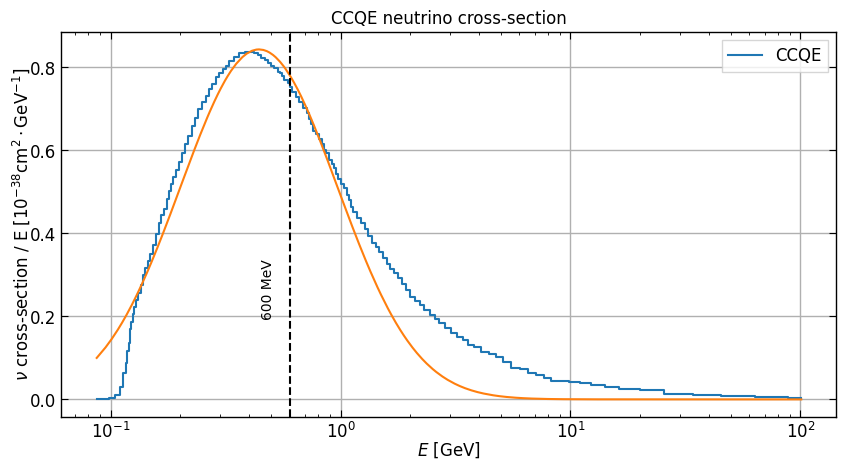 CCQE neutrino cross-section
ν cross-section / E [10⁻³⁸cm² · GeV⁻¹]
0.8
0.6
0.4
0.2
0.0
CCQE
600 MeV
10⁻¹ 10⁰ 10¹ 10²
E [GeV]